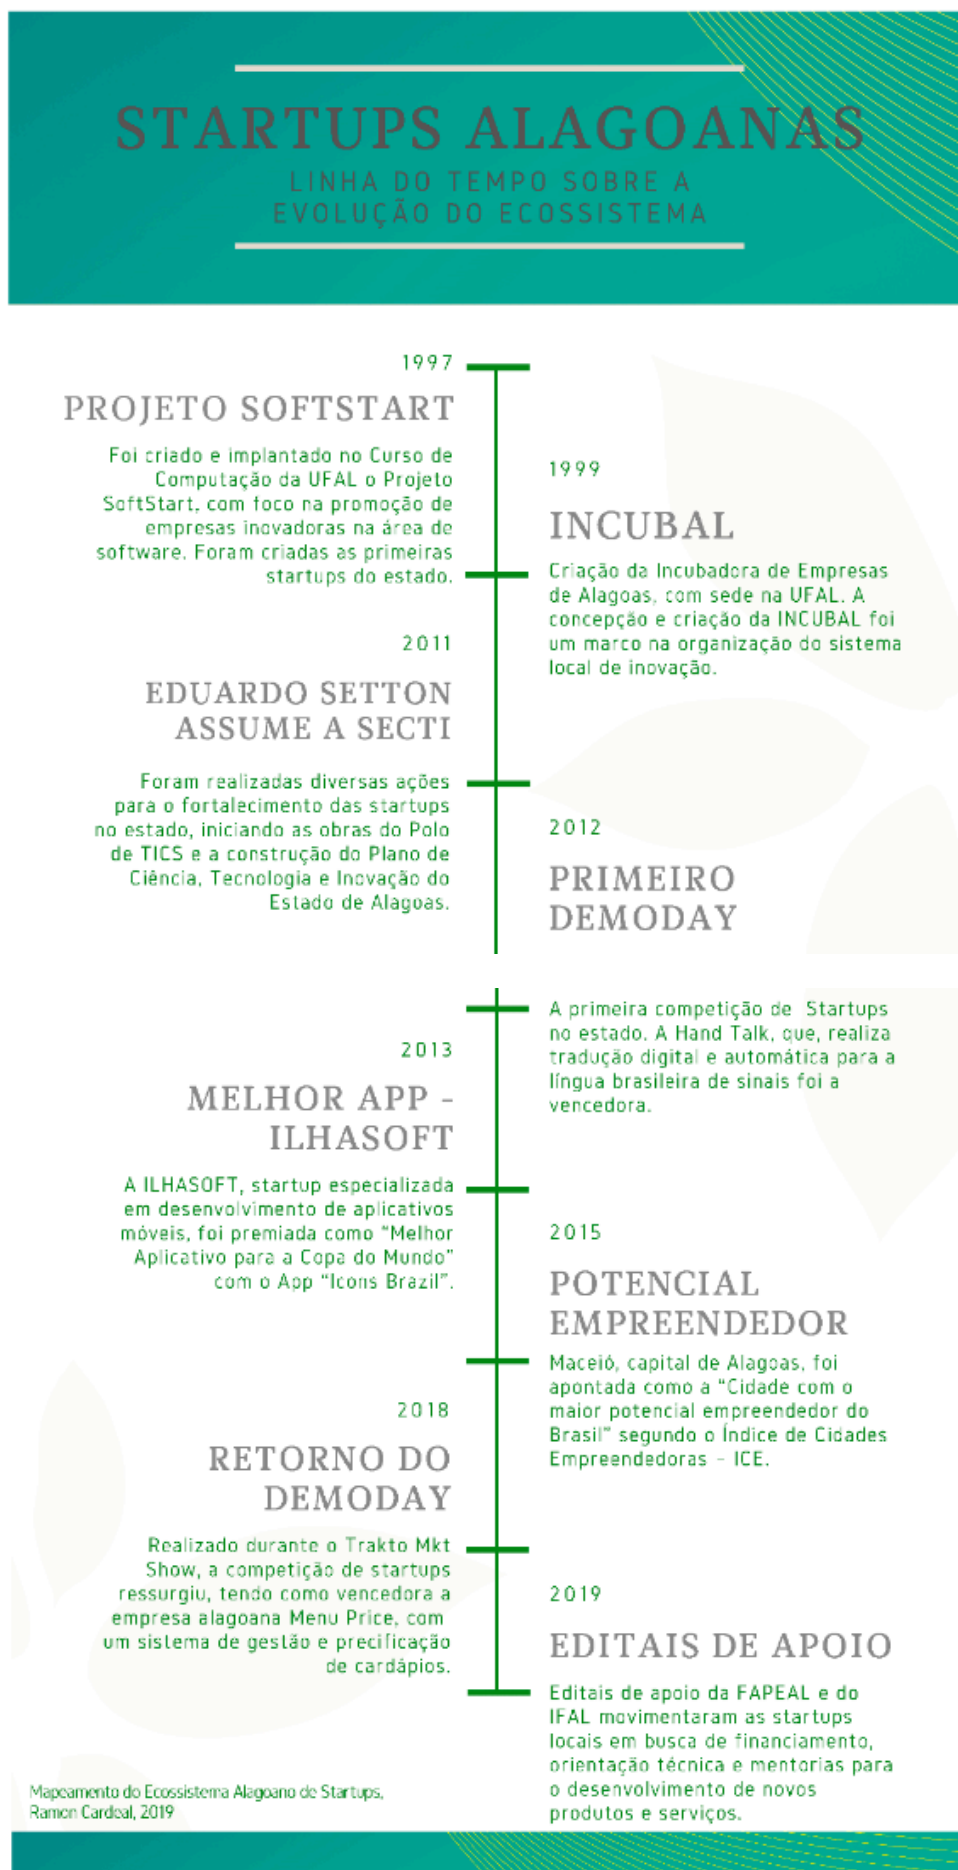 STARTUPS ALAGOANAS
LINHA DO TEMPO SOBRE A
EVOLUÇÃO DO ECOSSISTEMA
1997
PROJETO SOFTSTART
Foi criado e implantado no Curso de
Computação da UFAL o Projeto
SoftStart, com foco na promoção de
empresas inovadoras na área de
software. Foram criadas as primeiras
startups do estado.
1999
INCUBAL
Criação da Incubadora de Empresas
de Alagoas, com sede na UFAL. A
concepção e criação da INCUBAL foi
um marco na organização do sistema
local de inovação.
2011
EDUARDO SETTON
ASSUME A SECTI
Foram realizadas diversas ações
para o fortalecimento das startups
no estado, iniciando as obras do Polo
de TICS e a construção do Plano de
Ciência, Tecnologia e Inovação do
Estado de Alagoas.
2012
PRIMEIRO
DEMODAY
A primeira competição de Startups
no estado. A Hand Talk, que, realiza
tradução digital e automática para a
língua brasileira de sinais foi a
vencedora.
2013
MELHOR APP -
ILHASOFT
A ILHASOFT, startup especializada
em desenvolvimento de aplicativos
móveis, foi premiada como “Melhor
Aplicativo para a Copa do Mundo”
com o App “Icons Brazil”.
2015
POTENCIAL
EMPREENDEDOR
Maceió, capital de Alagoas, foi
apontada como a “Cidade com o
maior potencial empreendedor do
Brasil” segundo o Índice de Cidades
Empreendedoras – ICE.
2018
RETORNO DO
DEMODAY
Realizado durante o Trakto Mkt
Show, a competição de startups
ressurgiu, tendo como vencedora a
empresa alagoana Menu Price, com
um sistema de gestão e precificação
de cardápios.
2019
EDITAIS DE APOIO
Editais de apoio da FAPEAL e do
IFAL movimentaram as startups
locais em busca de financiamento,
orientação técnica e mentorias para
o desenvolvimento de novos
produtos e serviços.
Mapeamento do Ecossistema Alagoano de Startups,
Ramon Cardeal, 2019